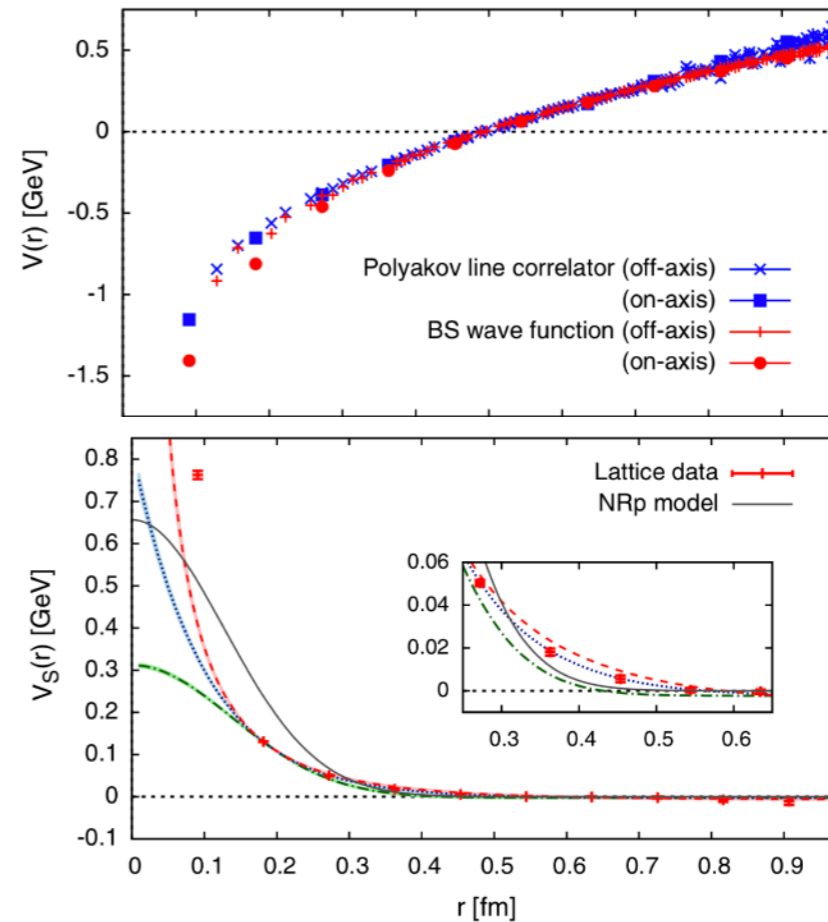 0.5
0
-0.5
-1
-1.5
V(r) [GeV]
Polyakov line correlator (off-axis)
(on-axis)
BS wave function (off-axis)
(on-axis)
0.8
0.7
0.6
0.5
0.4
0.3
0.2
0.1
0
-0.1
V_S(r) [GeV]
Lattice data
NRp model
0.06
0.04
0.02
0
0.3 0.4 0.5 0.6
0 0.1 0.2 0.3 0.4 0.5 0.6 0.7 0.8 0.9
r [fm]